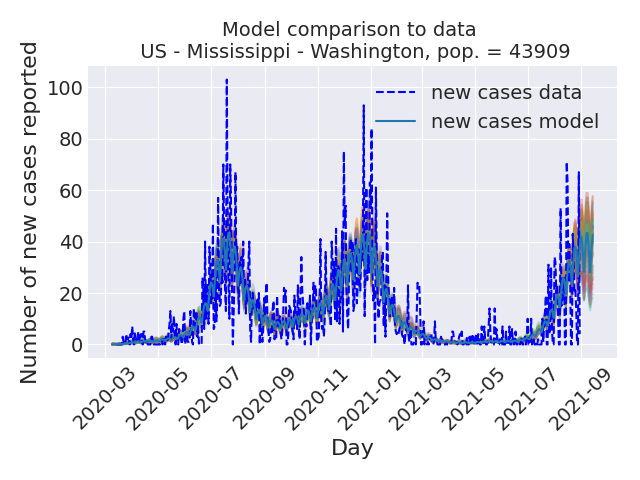 Model comparison to data
US - Mississippi - Washington, pop. = 43909
Number of new cases reported
100
80
60
40
20
0
new cases data
new cases model
2020-03
2020-05
2020-07
2020-09
2020-11
2021-01
2021-03
2021-05
2021-07
2021-09
Day